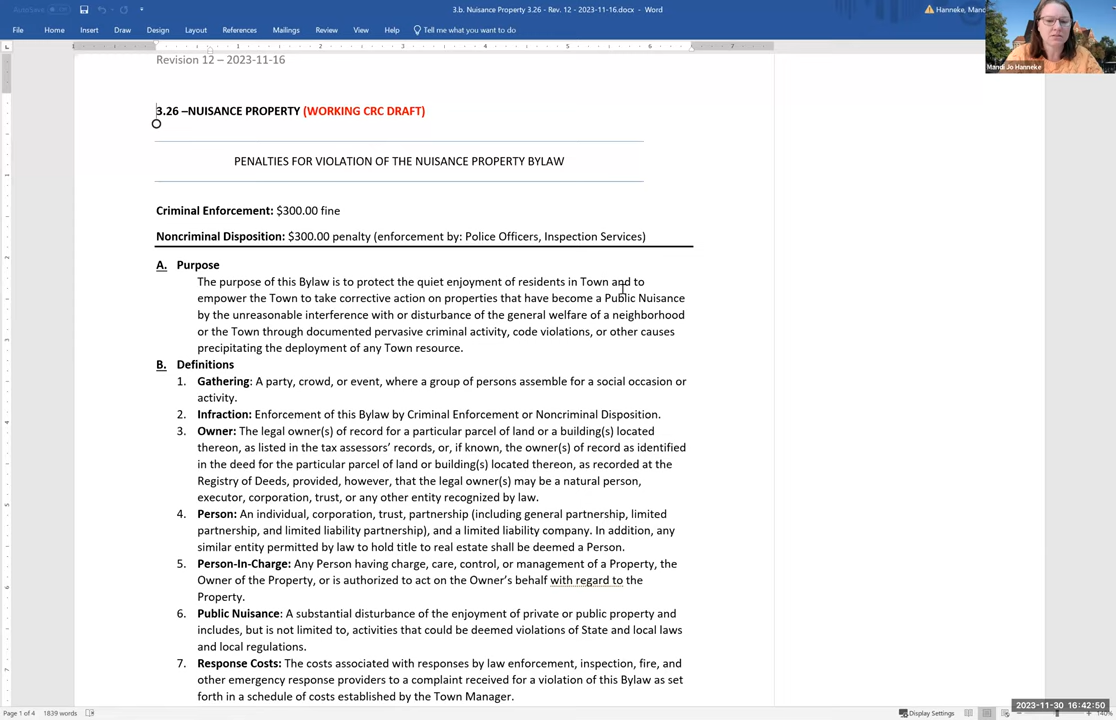 AutoSave
3.b. Nuisance Property 3.26 - Rev. 12 - 2023-11-16.docx - Word
Hanneke, Mand
File Home Insert Draw Design Layout References Mailings Review View Help Tell me what you want to do
Mandi Jo Hanneke
Revision 12 – 2023-11-16
3.26 –NUISANCE PROPERTY (WORKING CRC DRAFT)
PENALTIES FOR VIOLATION OF THE NUISANCE PROPERTY BYLAW
Criminal Enforcement: $300.00 fine
Noncriminal Disposition: $300.00 penalty (enforcement by: Police Officers, Inspection Services)
A. Purpose
The purpose of this Bylaw is to protect the quiet enjoyment of residents in Town and to
empower the Town to take corrective action on properties that have become a Public Nuisance
by the unreasonable interference with or disturbance of the general welfare of a neighborhood
or the Town through documented pervasive criminal activity, code violations, or other causes
precipitating the deployment of any Town resource.
B. Definitions
1. Gathering: A party, crowd, or event, where a group of persons assemble for a social occasion or
activity.
2. Infraction: Enforcement of this Bylaw by Criminal Enforcement or Noncriminal Disposition.
3. Owner: The legal owner(s) of record for a particular parcel of land or a building(s) located
thereon, as listed in the tax assessors’ records, or, if known, the owner(s) of record as identified
in the deed for the particular parcel of land or building(s) located thereon, as recorded at the
Registry of Deeds, provided, however, that the legal owner(s) may be a natural person,
executor, corporation, trust, or any other entity recognized by law.
4. Person: An individual, corporation, trust, partnership (including general partnership, limited
partnership, and limited liability partnership), and a limited liability company. In addition, any
similar entity permitted by law to hold title to real estate shall be deemed a Person.
5. Person-In-Charge: Any Person having charge, care, control, or management of a Property, the
Owner of the Property, or is authorized to act on the Owner’s behalf with regard to the
Property.
6. Public Nuisance: A substantial disturbance of the enjoyment of private or public property and
includes, but is not limited to, activities that could be deemed violations of State and local laws
and local regulations.
7. Response Costs: The costs associated with responses by law enforcement, inspection, fire, and
other emergency response providers to a complaint received for a violation of this Bylaw as set
forth in a schedule of costs established by the Town Manager.
Page 1 of 4 1839 words
Display Settings
2023-11-30 16:42:50
140%